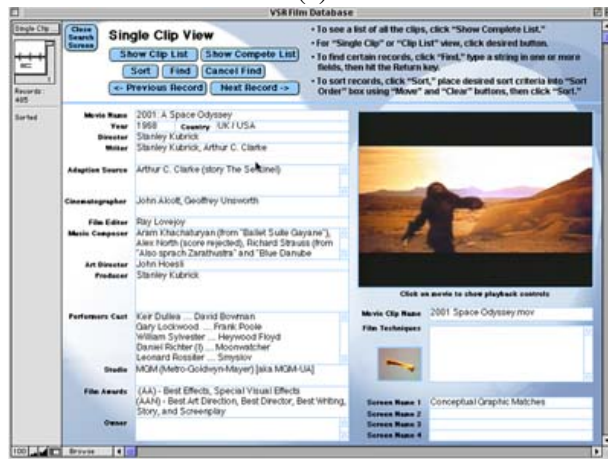 VSR Film Database
Single Clip ...
Records:
405
Sorted
Close
Search
Screen
Single Clip View
Show Clip List
Show Compete List
Sort
Find
Cancel Find
<- Previous Record
Next Record ->
• To see a list of all the clips, click "Show Complete List."
• For "Single Clip" or "Clip List" view, click desired button.
• To find certain records, click "Find," type a string in one or more
fields, then hit the Return key.
• To sort records, click "Sort," place desired sort criteria into "Sort
Order" box using "Move" and "Clear" buttons, then click "Sort."
Movie Name 2001: A Space Odyssey
Year 1968 Country UK / USA
Director Stanley Kubrick
Writer Stanley Kubrick, Arthur C. Clarke
Adaption Source Arthur C. Clarke (story The Sentinel)
Cinematographer John Alcott, Geoffrey Unsworth
Film Editor Ray Lovejoy
Music Composer Aram Khachaturyan (from "Ballet Suite Gayane"),
Alex North (score rejected), Richard Strauss (from
"Also sprach Zarathustra" and "Blue Danube
Art Director John Hoesli
Producer Stanley Kubrick
Performers Cast Keir Dullea ... David Bowman
Gary Lockwood ... Frank Poole
William Sylvester ... Heywood Floyd
Daniel Richter (I) ... Moonwatcher
Leonard Rossiter ... Smyslov
Studio MGM (Metro-Goldwyn-Mayer) [aka MGM-UA]
Film Awards (AA) - Best Effects, Special Visual Effects
(AAN) - Best Art Direction, Best Director, Best Writing,
Story, and Screenplay
Owner
Click on movie to show playback controls
Movie Clip Name 2001 Space Odyssey.mov
Film Techniques
Screen Name 1 Conceptual Graphic Matches
Screen Name 2
Screen Name 3
Screen Name 4
100
Browse